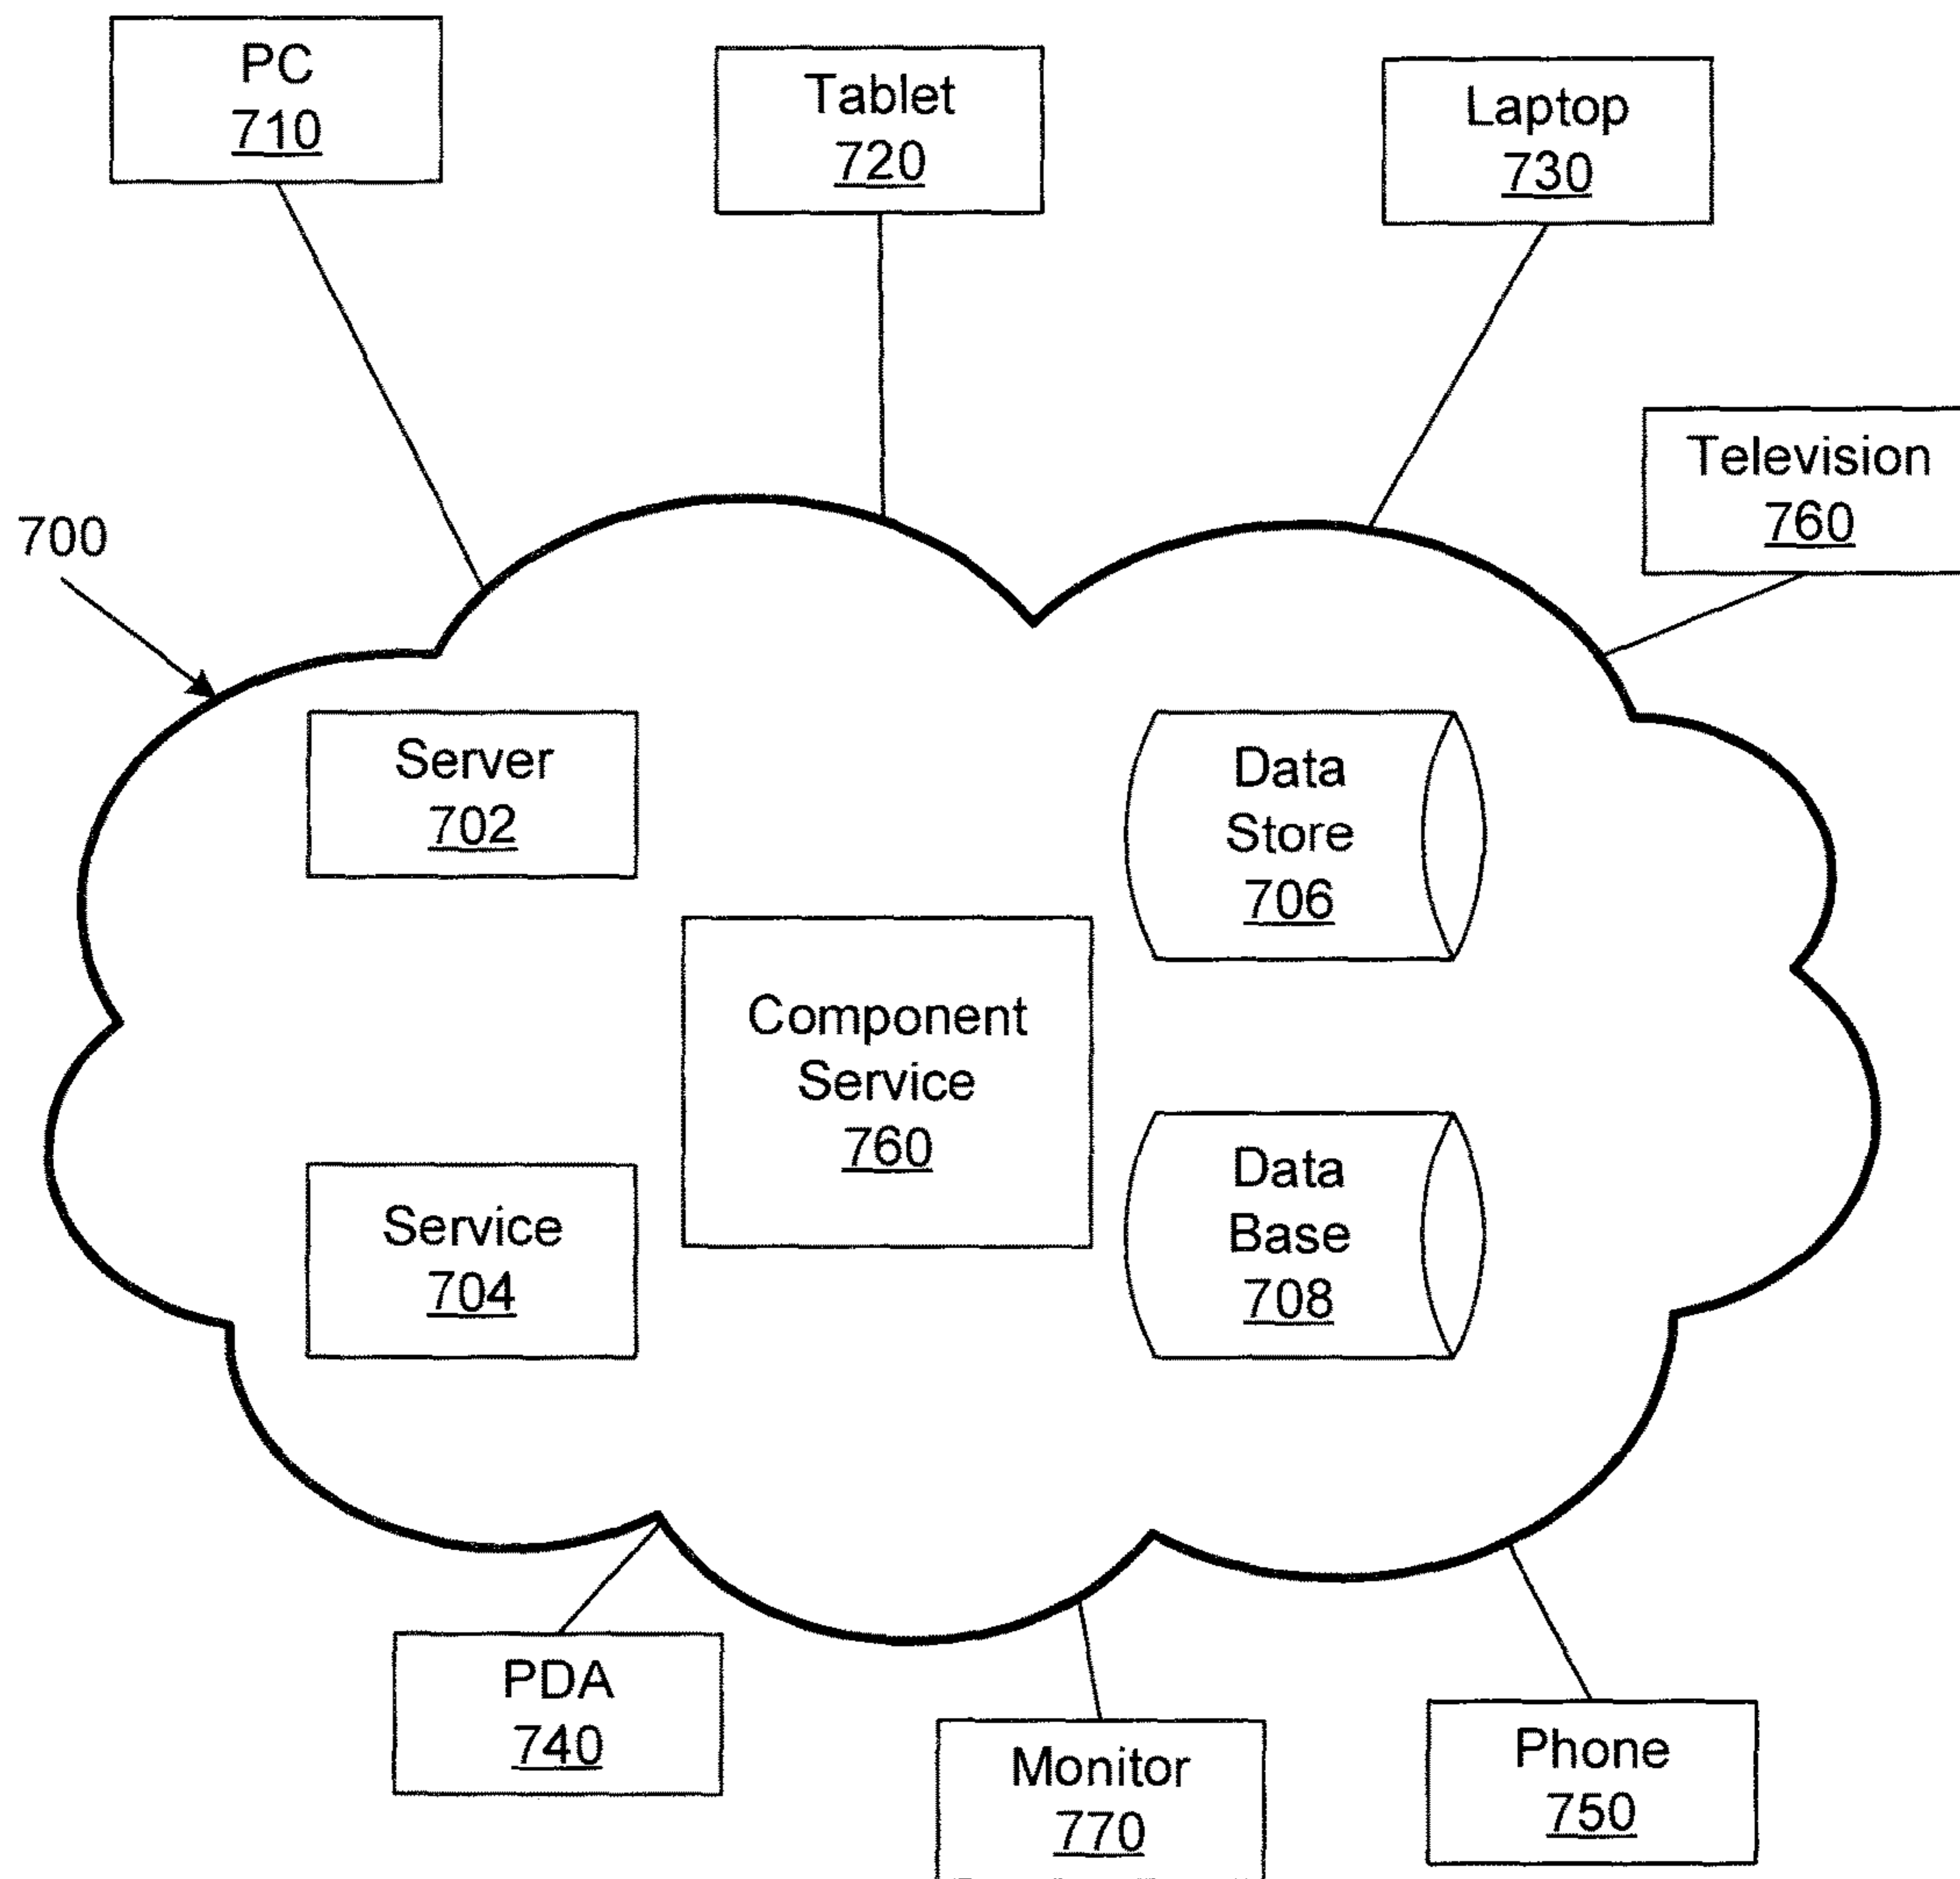 PC
710
Tablet
720
Laptop
730
Television
760
700
Server
702
Data
Store
706
Component
Service
760
Service
704
Data
Base
708
PDA
740
Monitor
770
Phone
750